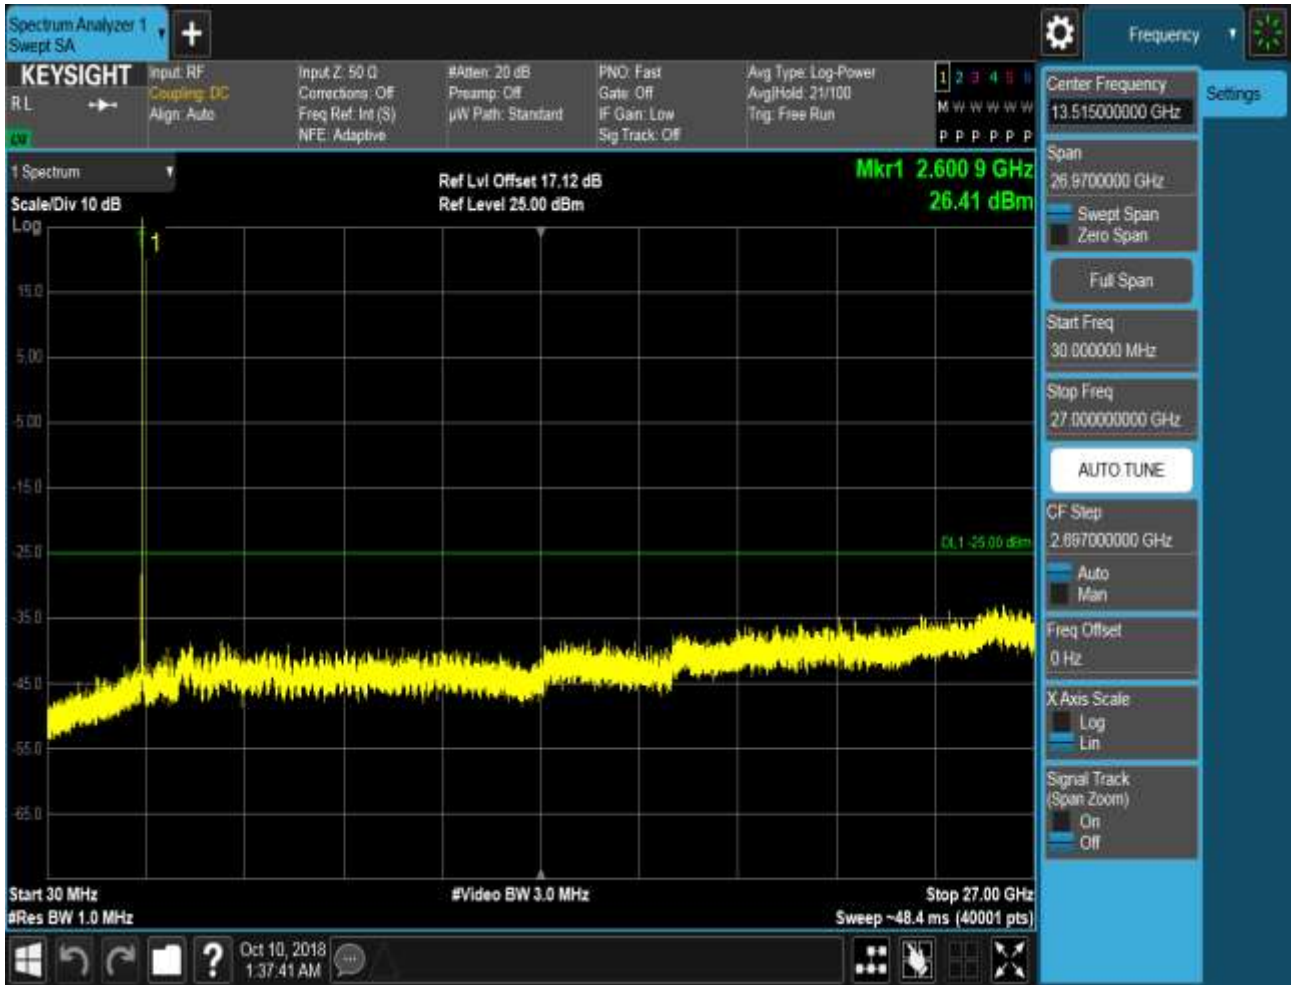 Spectrum Analyzer 1
Swept SA
+
Frequency
KEYSIGHT
RL
LXI
Input: RF
Coupling: DC
Align: Auto
Input Z: 50 Ω
Corrections: Off
Freq Ref: Int (S)
NFE: Adaptive
#Atten: 20 dB
Preamp: Off
µW Path: Standard
PNO: Fast
Gate: Off
IF Gain: Low
Sig Track: Off
Avg Type: Log-Power
Avg|Hold: 21/100
Trig: Free Run
1 2 3 4 5 6
M W W W W W
P P P P P P
1 Spectrum
Scale/Div 10 dB
Log
Ref Lvl Offset 17.12 dB
Ref Level 25.00 dBm
Mkr1 2.600 9 GHz
26.41 dBm
1
15.0
5.00
-5.00
-15.0
-25.0
-35.0
-45.0
-55.0
-65.0
DL1 -25.00 dBm
Start 30 MHz
#Res BW 1.0 MHz
#Video BW 3.0 MHz
Stop 27.00 GHz
Sweep ~48.4 ms (40001 pts)
?
Oct 10, 2018
1:37:41 AM
Center Frequency
13.515000000 GHz
Settings
Span
26.9700000 GHz
Swept Span
Zero Span
Full Span
Start Freq
30.000000 MHz
Stop Freq
27.000000000 GHz
AUTO TUNE
CF Step
2.697000000 GHz
Auto
Man
Freq Offset
0 Hz
X Axis Scale
Log
Lin
Signal Track
(Span Zoom)
On
Off